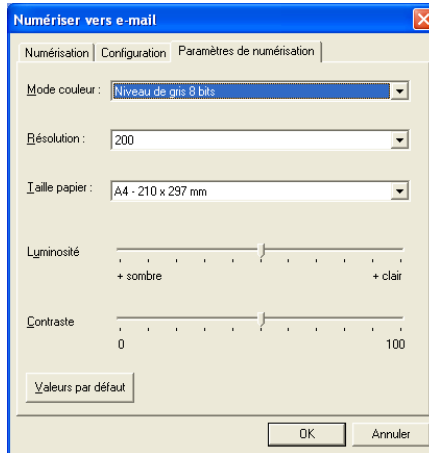 Numériser vers e-mail
Numérisation Configuration Paramètres de numérisation
Mode couleur : Niveau de gris 8 bits
Résolution : 200
Taille papier : A4 - 210 x 297 mm
Luminosité
+ sombre + clair
Contraste
0 100
Valeurs par défaut
OK Annuler